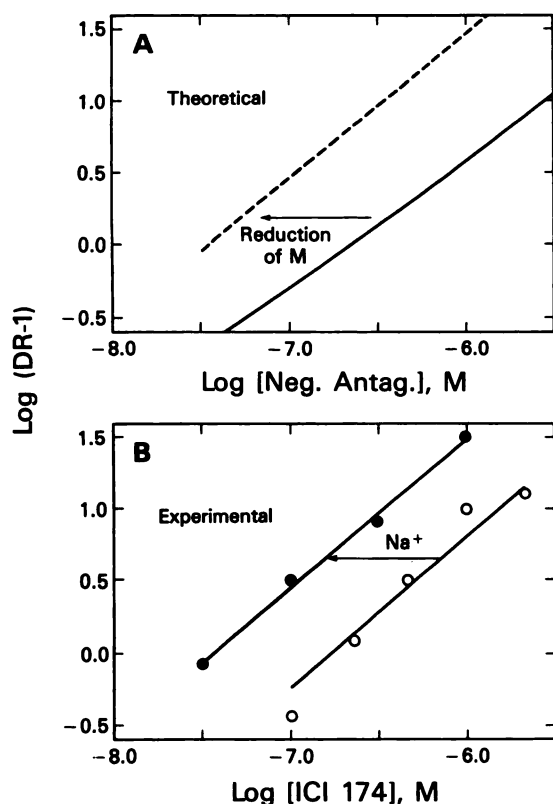 Log (DR-1)
A
Theoretical
1.5
1.0
0.5
0.0
−0.5
Reduction
of M
−8.0
−7.0
−6.0
Log [Neg. Antag.], M
B
Experimental
1.5
1.0
0.5
0.0
−0.5
Na+
−8.0
−7.0
−6.0
Log [ICI 174], M